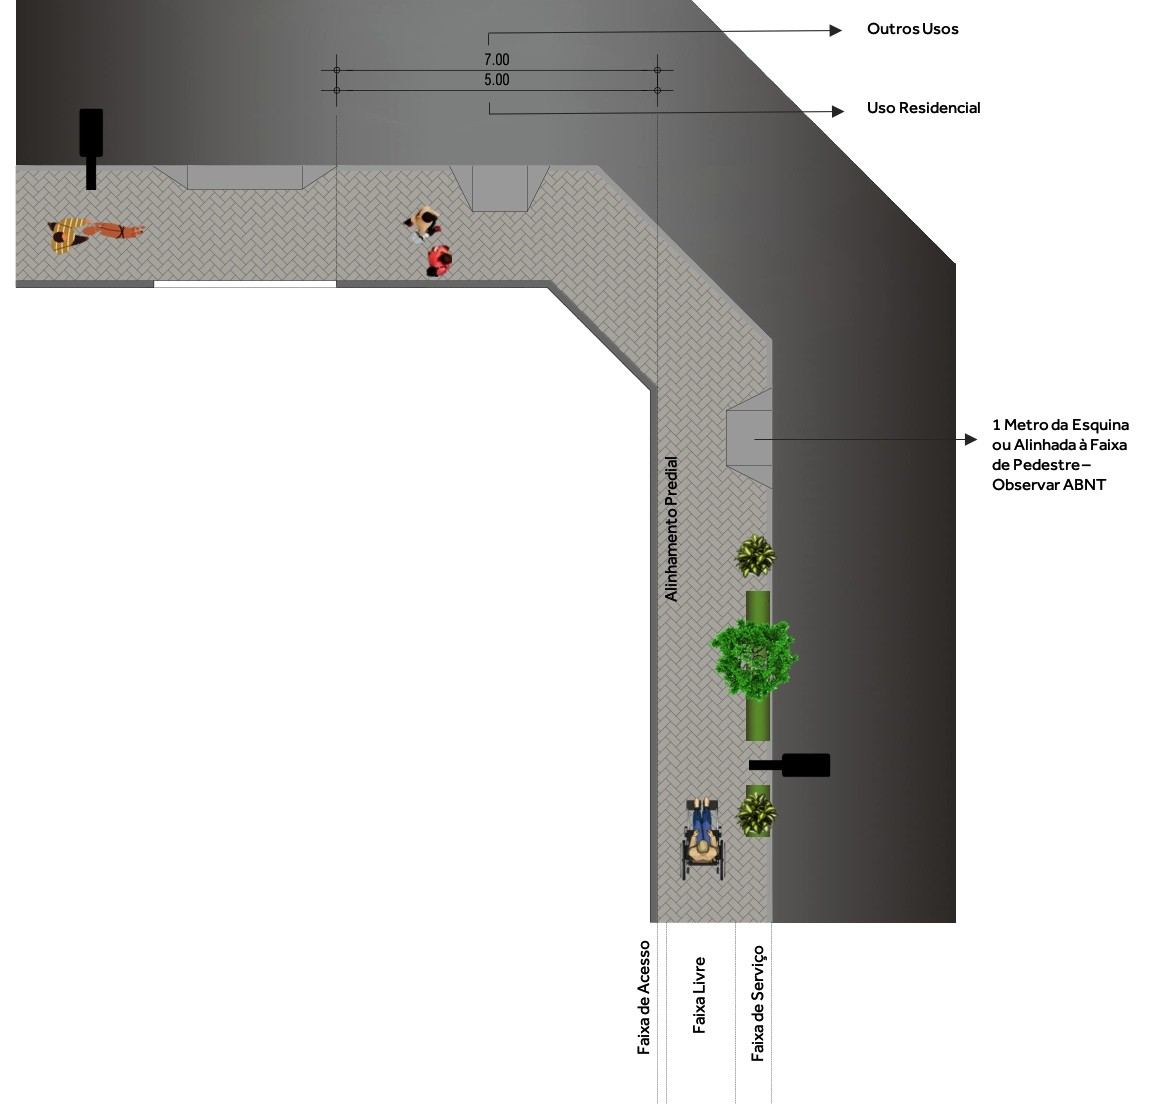 Outros Usos
7.00
5.00
Uso Residencial
1 Metro da Esquina
ou Alinhada à Faixa
de Pedestre –
Observar ABNT
Alinhamento Predial
Faixa de Acesso
Faixa Livre
Faixa de Serviço